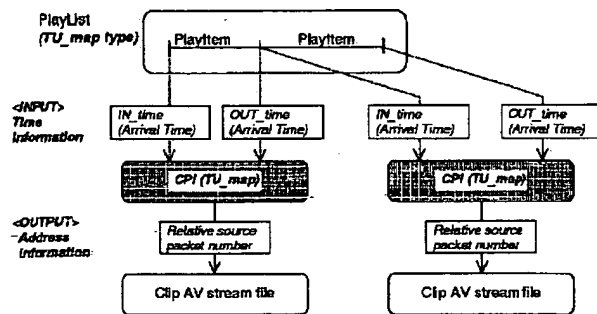 PlayList
(TU_map type)
PlayItem PlayItem
<INPUT>
Time
Information
IN_time
(Arrival Time)
OUT_time
(Arrival Time)
IN_time
(Arrival Time)
OUT_time
(Arrival Time)
CPI (TU_map)
CPI (TU_map)
<OUTPUT>
Address
Information
Relative source
packet number
Relative source
packet number
Clip AV stream file
Clip AV stream file